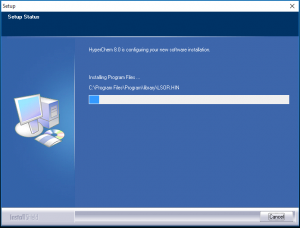 Setup
Setup Status
HyperChem 8.0 is configuring your new software installation.
Installing Program Files...
C:\Program Files\Program\library\LSOR.HIN
InstallShield
Cancel